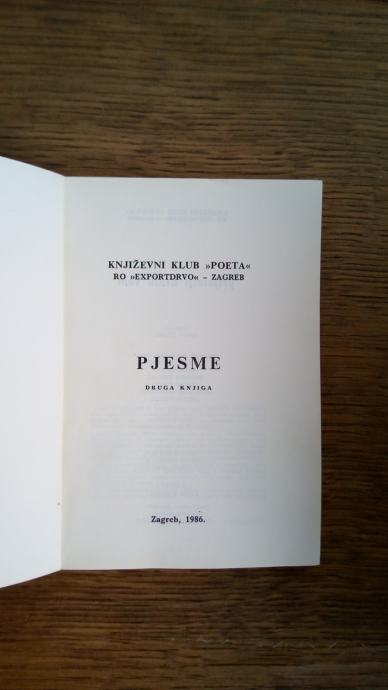 KNJIŽEVNI KLUB »POETA«
RO »EXPORTDRVO« – ZAGREB
PJESME
DRUGA KNJIGA
Zagreb, 1986.